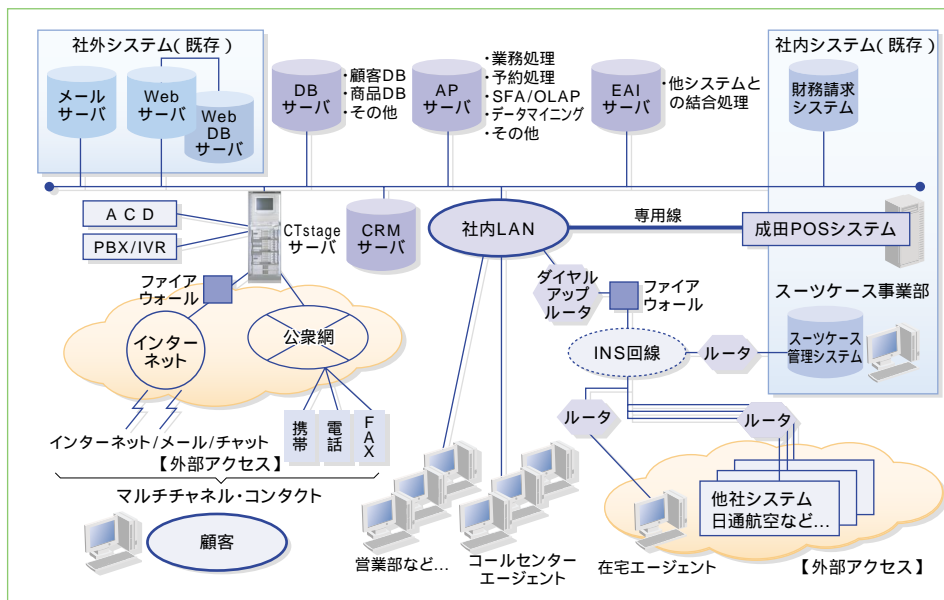 社外システム(既存)
メール
サーバ
Web
サーバ
Web
DB
サーバ
DB
サーバ
・顧客DB
・商品DB
・その他
AP
サーバ
・業務処理
・予約処理
・SFA/OLAP
・データマイニング
・その他
EAI
サーバ
・他システムと
の結合処理
社内システム(既存)
財務請求
システム
ACD
PBX/IVR
CTstage
サーバ
CRM
サーバ
社内LAN
専用線
成田POSシステム
ファイア
ウォール
ダイヤル
アップ
ルータ
ファイア
ウォール
スーツケース事業部
インター
ネット
公衆網
INS回線
ルータ
スーツケース
管理システム
インターネット/メール/チャット
携帯
電話
FAX
【外部アクセス】
マルチチャネル・コンタクト
顧客
ルータ
ルータ
他社システム
日通航空など...
営業部など...
コールセンター
エージェント
在宅エージェント
【外部アクセス】